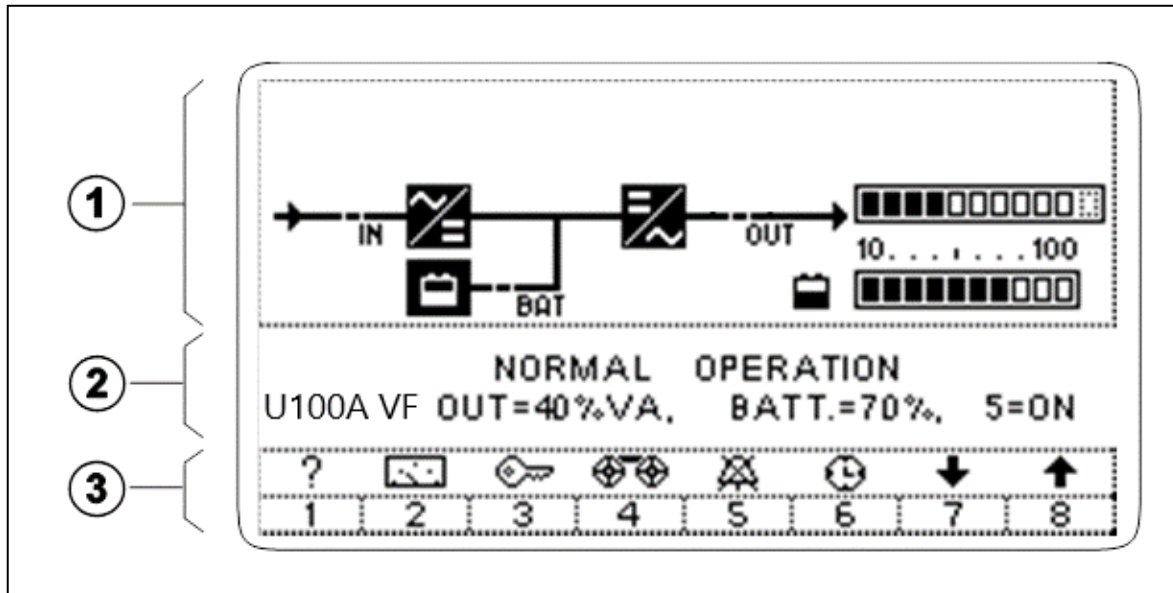 1
IN
OUT
10. . . ı . . . 100
BAT
2
NORMAL OPERATION
U100A VF OUT=40%VA, BATT.=70%, 5=ON
3
?
1 2 3 4 5 6 7 8